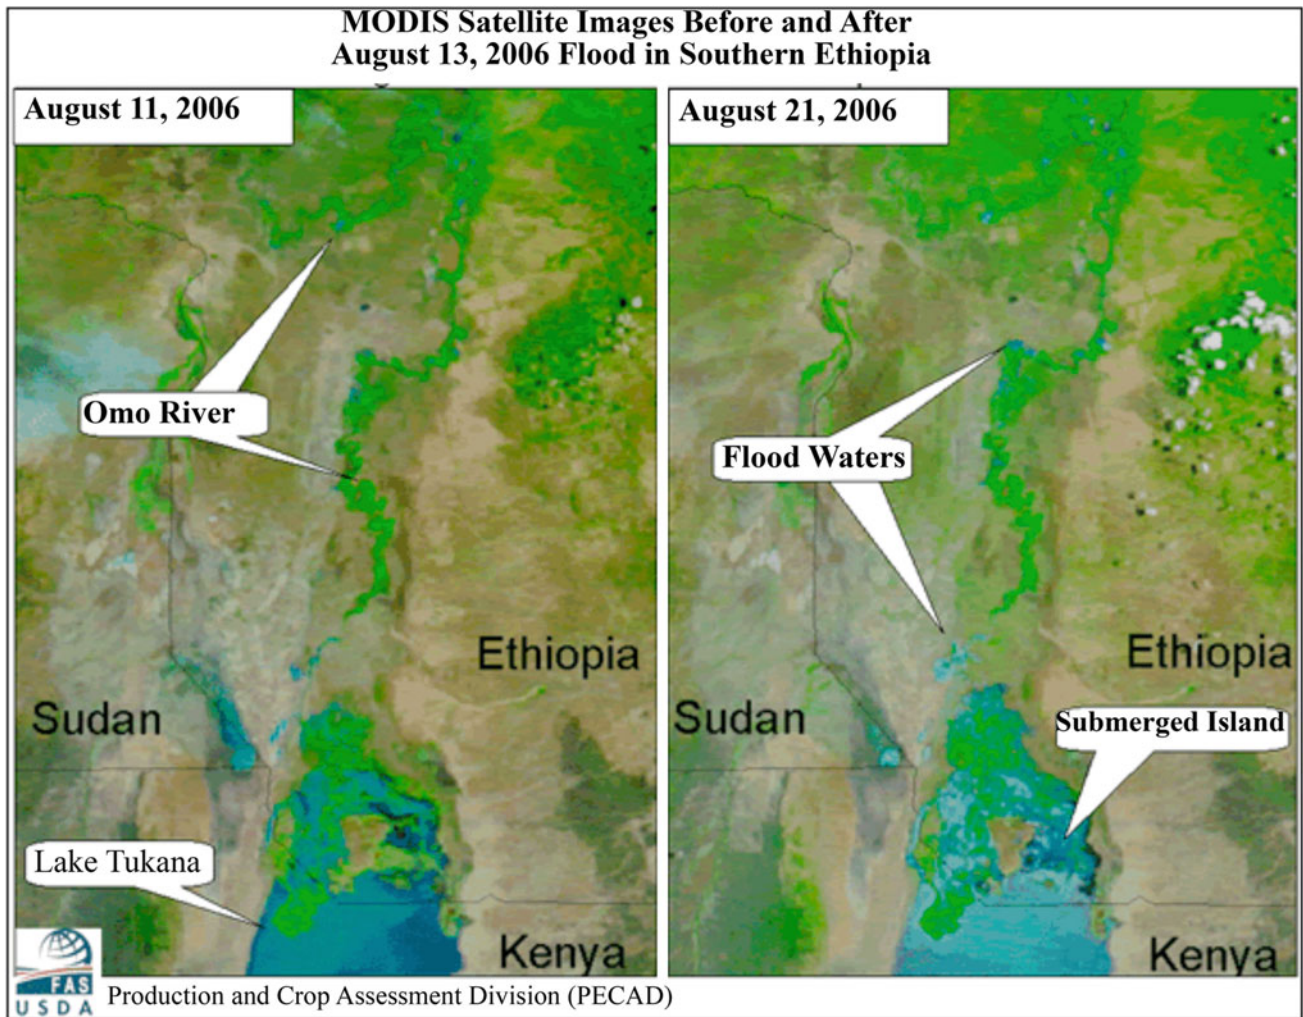 MODIS Satellite Images Before and After
August 13, 2006 Flood in Southern Ethiopia
August 11, 2006
Omo River
Ethiopia
Sudan
Lake Tukana
Kenya
August 21, 2006
Flood Waters
Ethiopia
Sudan
Submerged Island
Kenya
FAS
USDA
Production and Crop Assessment Division (PECAD)